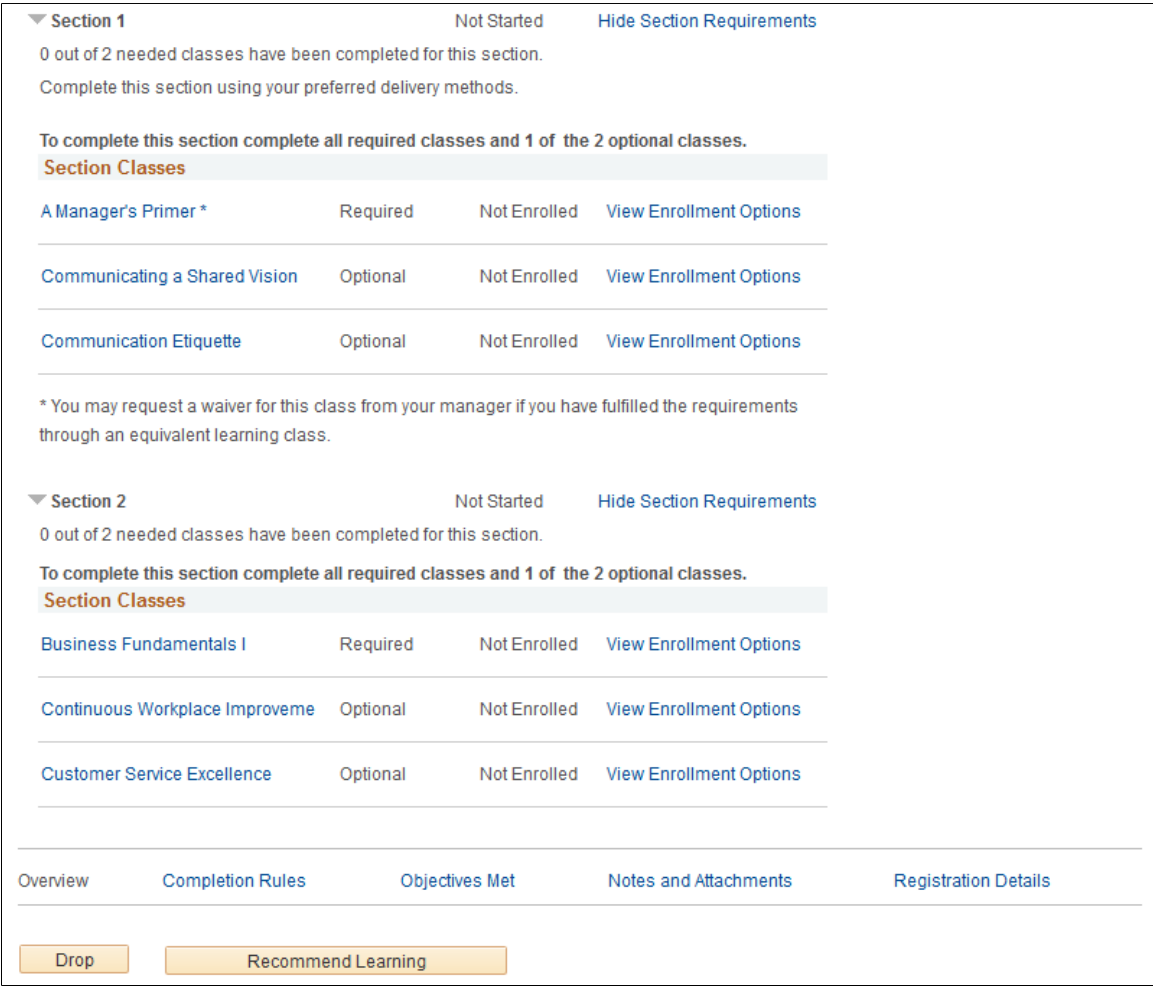 Section 1 Not Started Hide Section Requirements
0 out of 2 needed classes have been completed for this section.
Complete this section using your preferred delivery methods.
To complete this section complete all required classes and 1 of the 2 optional classes.
Section Classes
A Manager's Primer * Required Not Enrolled View Enrollment Options
Communicating a Shared Vision Optional Not Enrolled View Enrollment Options
Communication Etiquette Optional Not Enrolled View Enrollment Options
* You may request a waiver for this class from your manager if you have fulfilled the requirements
through an equivalent learning class.
Section 2 Not Started Hide Section Requirements
0 out of 2 needed classes have been completed for this section.
To complete this section complete all required classes and 1 of the 2 optional classes.
Section Classes
Business Fundamentals I Required Not Enrolled View Enrollment Options
Continuous Workplace Improveme Optional Not Enrolled View Enrollment Options
Customer Service Excellence Optional Not Enrolled View Enrollment Options
Overview Completion Rules Objectives Met Notes and Attachments Registration Details
Drop Recommend Learning